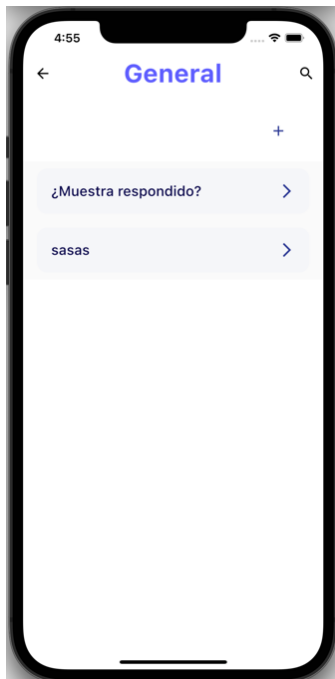 4:55
General
+
¿Muestra respondido?
sasas